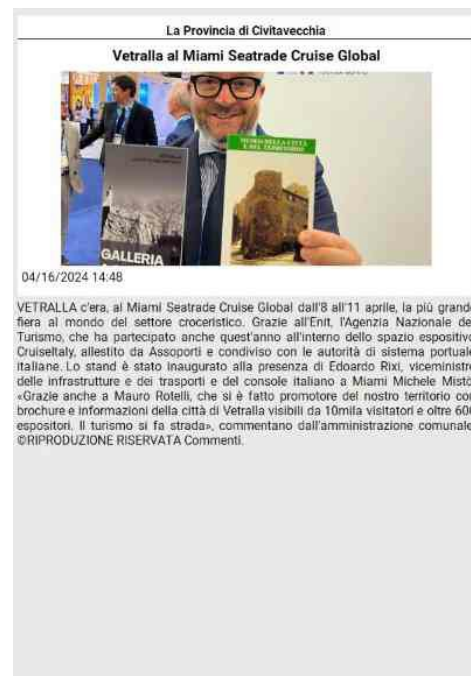 La Provincia di Civitavecchia
Vetralla al Miami Seatrade Cruise Global
MUSEO DELLA CITTÀ
E DEL TERRITORIO
GALLERIA
04/16/2024 14:48
VETRALLA c'era, al Miami Seatrade Cruise Global dall'8 all'11 aprile, la più grand
fiera al mondo del settore crocieristico. Grazie all'Enit, l'Agenzia Nazionale de
Turismo, che ha partecipato anche quest'anno all'interno dello spazio espositivo
CruiseItaly, allestito da Assoporti e condiviso con le autorità di sistema portuale
italiane. Lo stand è stato inaugurato alla presenza di Edoardo Rixi, viceministro
delle infrastrutture e dei trasporti e del console italiano a Miami Michele Mistò
«Grazie anche a Mauro Rotelli, che si è fatto promotore del nostro territorio con
brochure e informazioni della città di Vetralla visibili da 10mila visitatori e oltre 600
espositori. Il turismo si fa strada», commentano dall'amministrazione comunale
©RIPRODUZIONE RISERVATA Commenti.